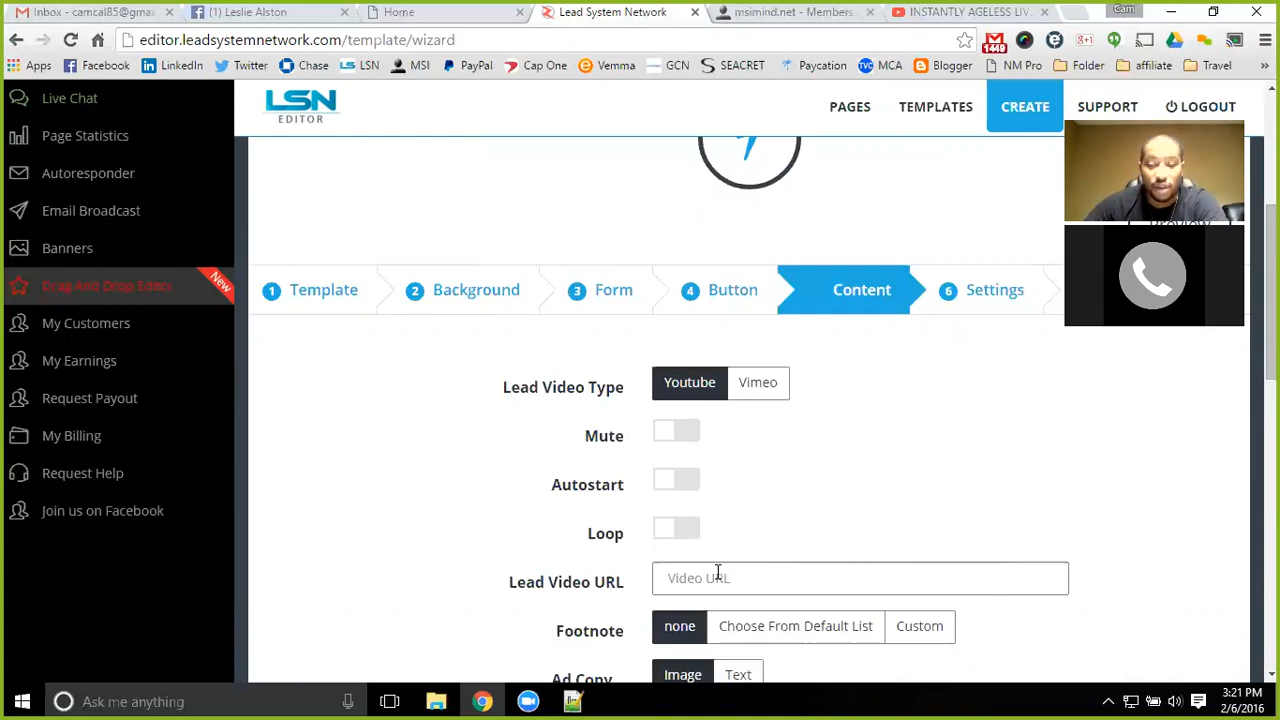 Inbox - camcal85@gmai
(1) Leslie Alston
Home
Lead System Network
msimind.net - Members
INSTANTLY AGELESS LIV
Cam
editor.leadsystemnetwork.com/template/wizard
1449
Apps
Facebook
LinkedIn
Twitter
Chase
LSN
MSI
PayPal
Cap One
Vemma
GCN
SEACRET
Paycation
TVC
MCA
Blogger
NM Pro
Folder
affiliate
Travel
Live Chat
Page Statistics
Autoresponder
Email Broadcast
Banners
Drag And Drop Editor
New
My Customers
My Earnings
Request Payout
My Billing
Request Help
Join us on Facebook
LSN
EDITOR
PAGES
TEMPLATES
CREATE
SUPPORT
LOGOUT
1 Template
2 Background
3 Form
4 Button
Content
6 Settings
Lead Video Type
Youtube
Vimeo
Mute
Autostart
Loop
Lead Video URL
Video URL
Footnote
none
Choose From Default List
Custom
Ad Copy
Image
Text
Ask me anything
3:21 PM
2/6/2016